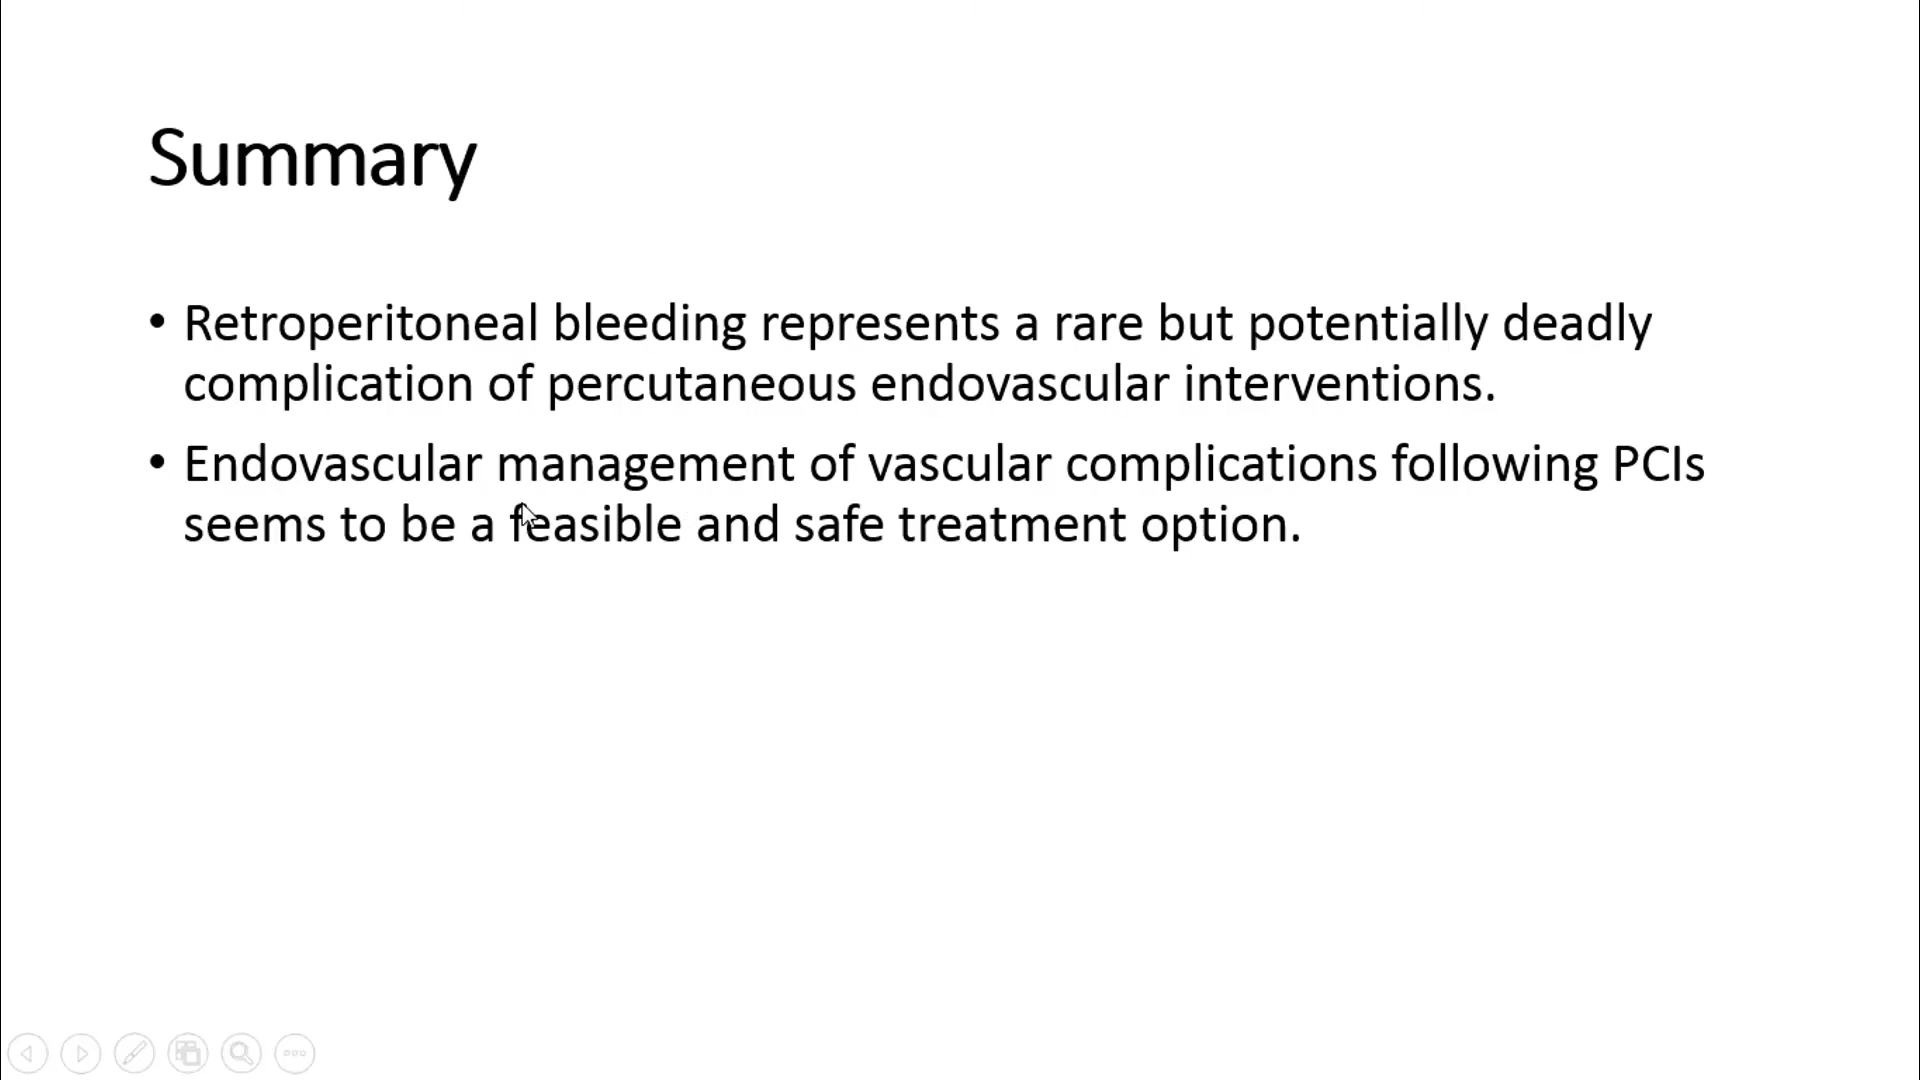 Summary
• Retroperitoneal bleeding represents a rare but potentially deadly
complication of percutaneous endovascular interventions.
• Endovascular management of vascular complications following PCIs
seems to be a feasible and safe treatment option.